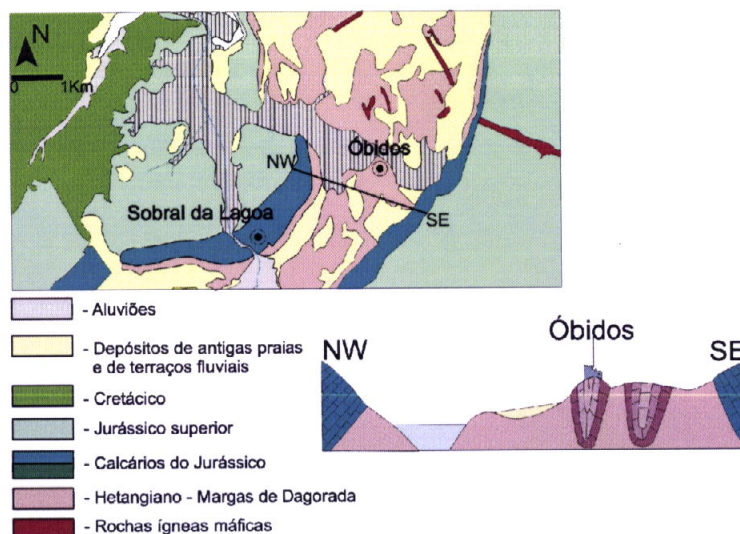 N
0 1Km
Óbidos
NW
Sobral da Lagoa
SE
- Aluviões
- Depósitos de antigas praias
e de terraços fluviais
- Cretácico
- Jurássico superior
- Calcários do Jurássico
- Hetangiano - Margas de Dagorada
- Rochas ígneas máficas
NW
Óbidos
SE